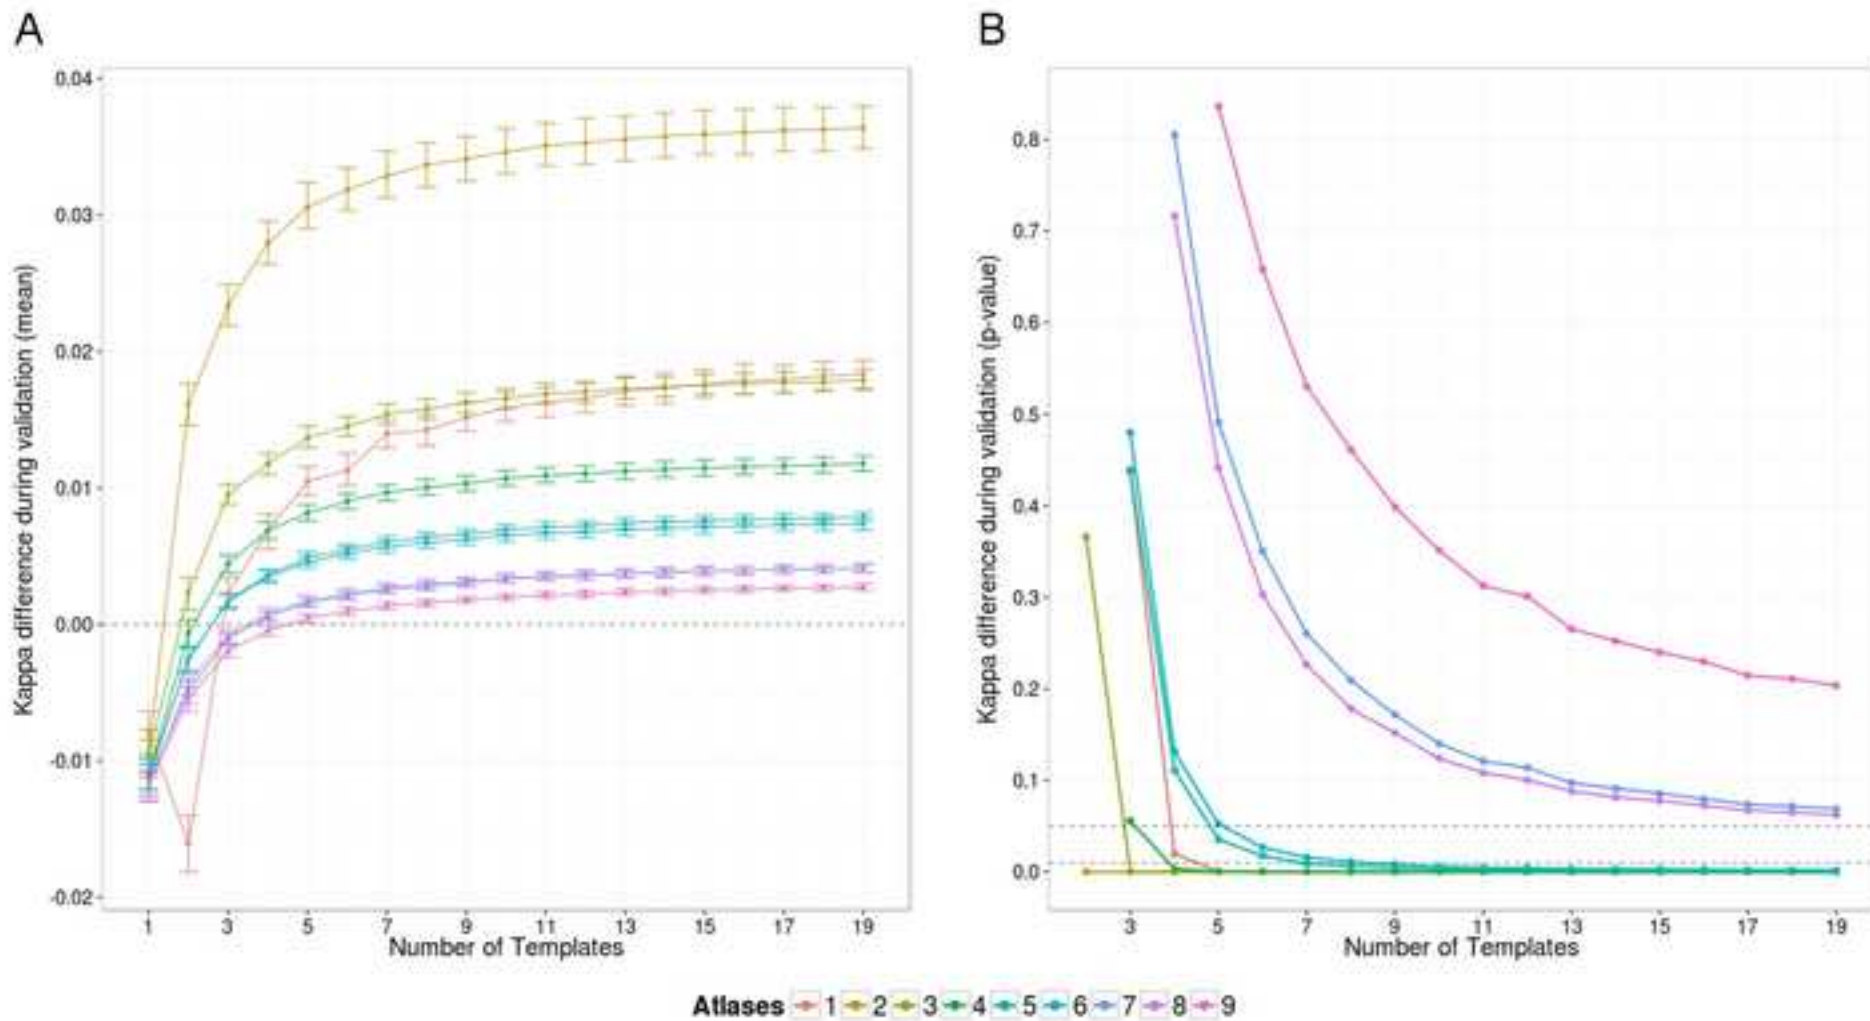 A
B
Kappa difference during validation (mean)
0.04
0.03
0.02
0.01
0.00
-0.01
-0.02
1 3 5 7 9 11 13 15 17 19
Number of Templates
Kappa difference during validation (p-value)
0.8
0.7
0.6
0.5
0.4
0.3
0.2
0.1
0.0
3 5 7 9 11 13 15 17 19
Number of Templates
Atlases 1 2 3 4 5 6 7 8 9